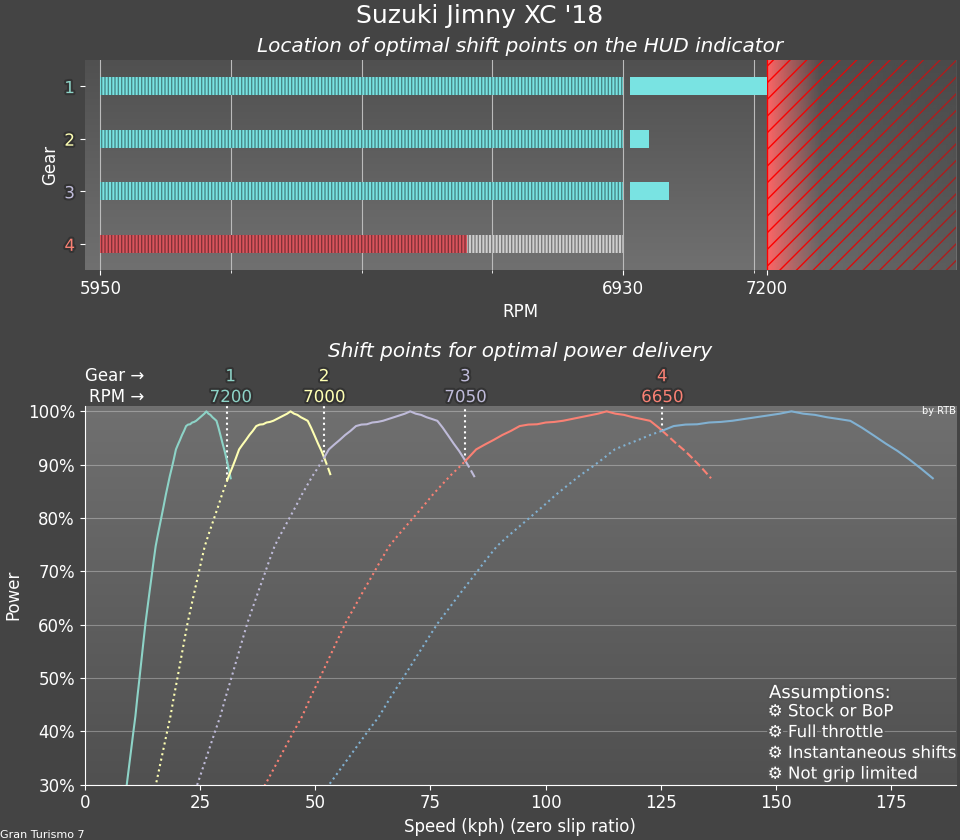 Suzuki Jimny XC '18
Location of optimal shift points on the HUD indicator
Gear
1
2
3
4
5950 6930 7200
RPM
Shift points for optimal power delivery
Gear → 1 2 3 4
RPM → 7200 7000 7050 6650
by RTB
100%
90%
80%
70%
60%
50%
40%
30%
Power
Assumptions:
⚙ Stock or BoP
⚙ Full throttle
⚙ Instantaneous shifts
⚙ Not grip limited
0 25 50 75 100 125 150 175
Speed (kph) (zero slip ratio)
Gran Turismo 7